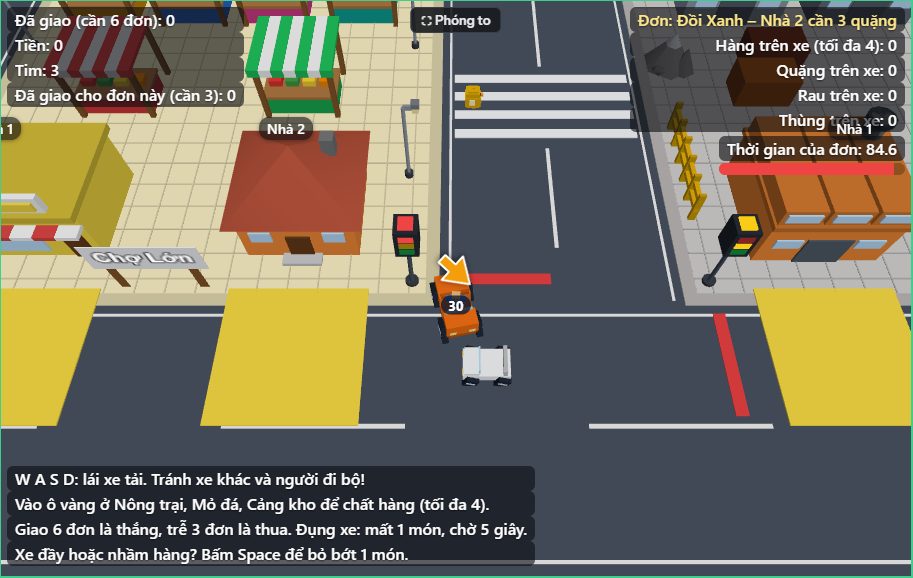 Đã giao (cần 6 đơn): 0
Tiền: 0
Tim: 3
Đã giao cho đơn này (cần 3): 0
Phóng to
Đơn: Đồi Xanh – Nhà 2 cần 3 quặng
Hàng trên xe (tối đa 4): 0
Quặng trên xe: 0
Rau trên xe: 0
Thùng trên xe: 0
Thời gian của đơn: 84.6
1
Nhà 2
Nhà 1
Chợ Lớn
30
W A S D: lái xe tải. Tránh xe khác và người đi bộ!
Vào ô vàng ở Nông trại, Mỏ đá, Cảng kho để chất hàng (tối đa 4).
Giao 6 đơn là thắng, trễ 3 đơn là thua. Đụng xe: mất 1 món, chờ 5 giây.
Xe đầy hoặc nhầm hàng? Bấm Space để bỏ bớt 1 món.